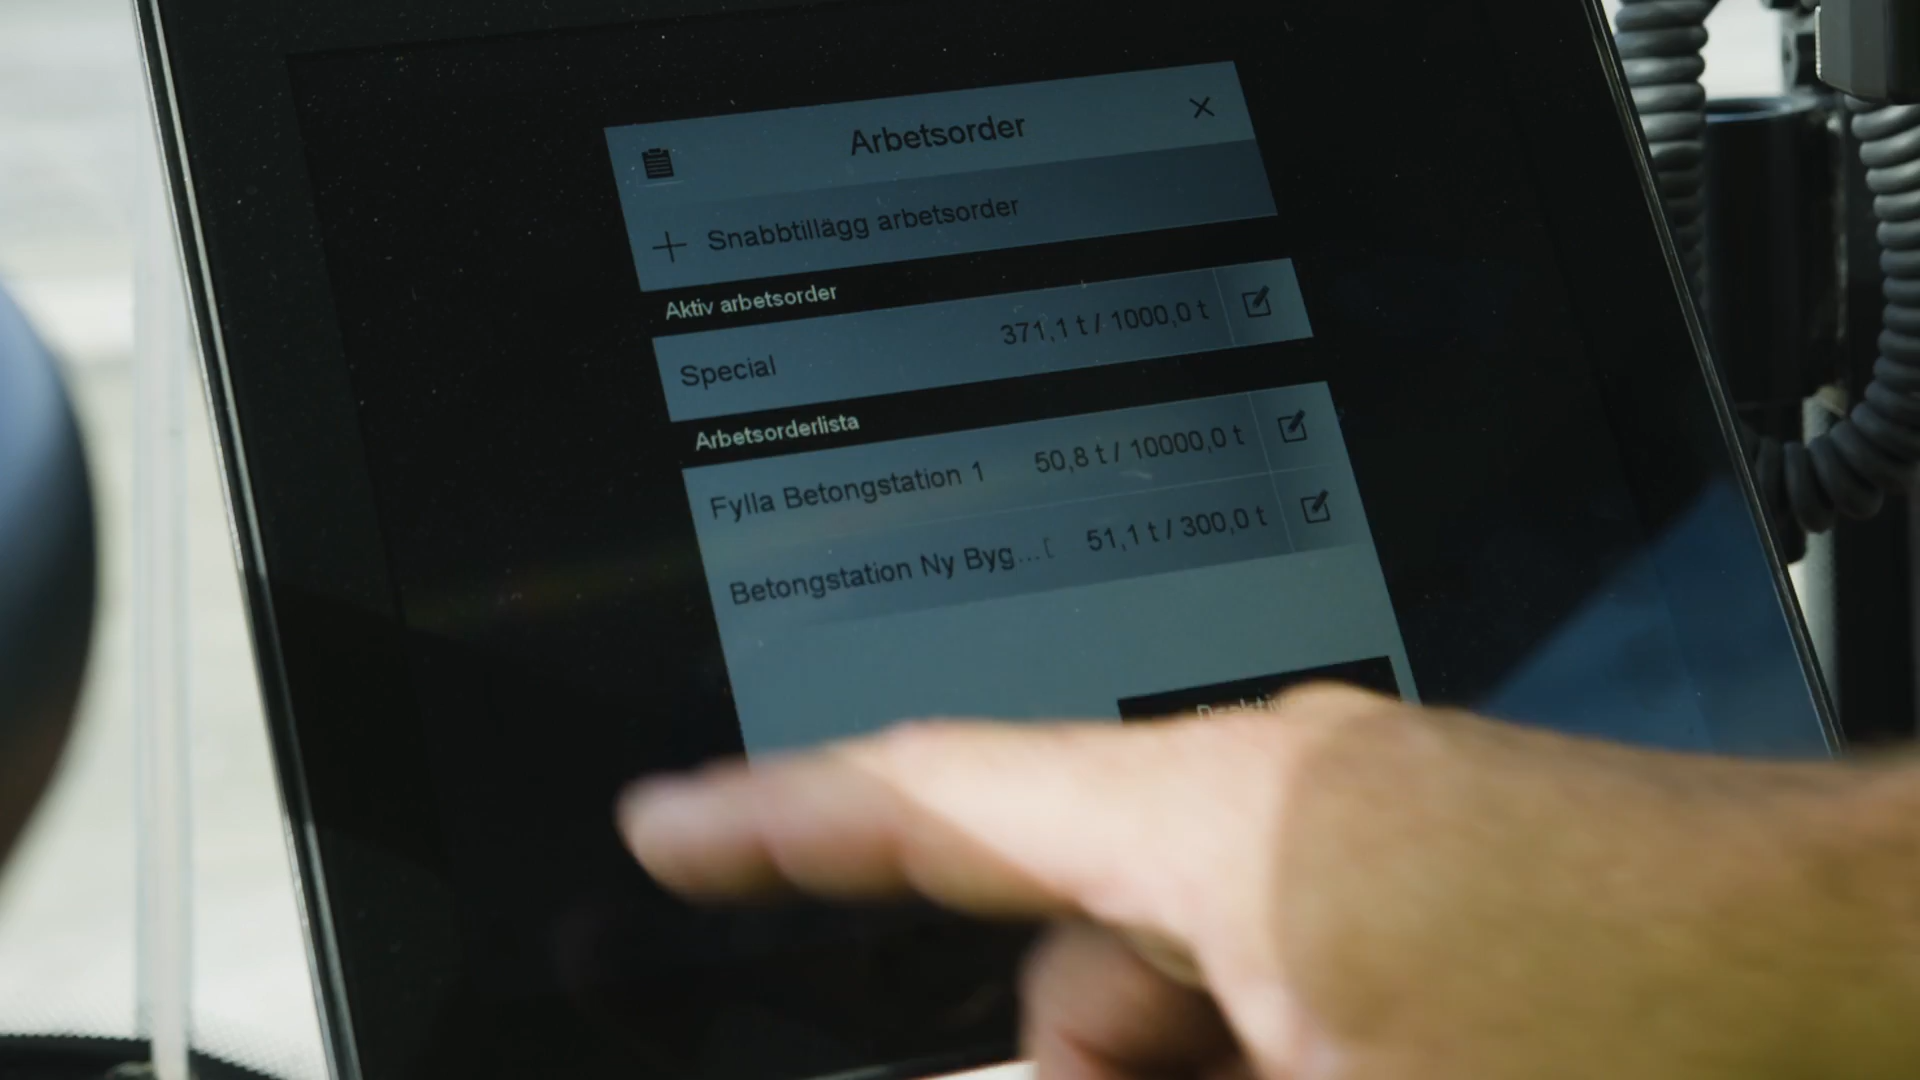 Arbetsorder
Snabbtillägg arbetsorder
Aktiv arbetsorder
Special 371,1 t / 1000,0 t
Arbetsorderlista
Fylla Betongstation 1 50,8 t / 10000,0 t
Betongstation Ny Byg... 51,1 t / 300,0 t